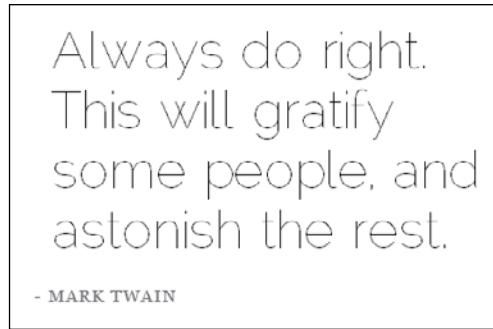 Always do right.
This will gratify
some people, and
astonish the rest.
- MARK TWAIN